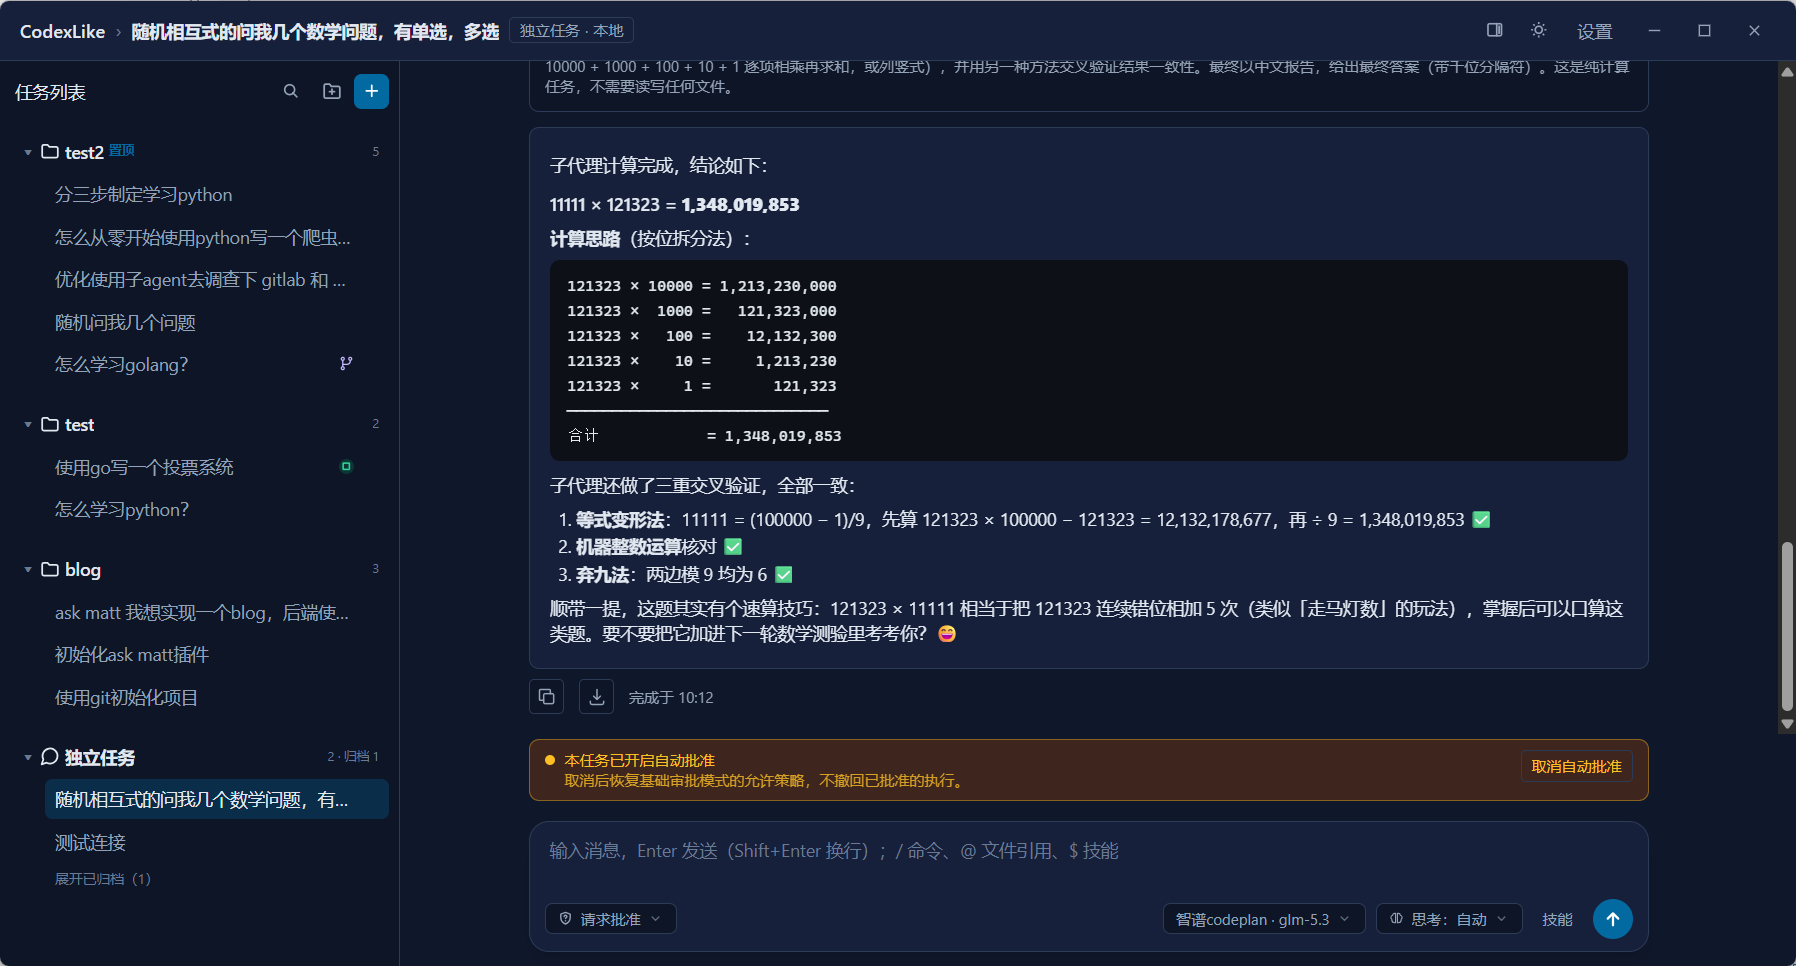 CodexLike › 随机相互式的问我几个数学问题，有单选，多选 独立任务 · 本地
设置
任务列表
test2 置顶 5
分三步制定学习python
怎么从零开始使用python写一个爬虫...
优化使用子agent去调查下 gitlab 和 ...
随机问我几个问题
怎么学习golang?
test 2
使用go写一个投票系统
怎么学习python?
blog 3
ask matt 我想实现一个blog，后端使...
初始化ask matt插件
使用git初始化项目
独立任务 2 · 归档 1
随机相互式的问我几个数学问题，有...
测试连接
展开已归档（1）
10000 + 1000 + 100 + 10 + 1 逐项相乘再求和，或列竖式），并用另一种方法交叉验证结果一致性。最终以中文报告，给出最终答案（带千位分隔符）。这是纯计算
任务，不需要读写任何文件。
子代理计算完成，结论如下：
11111 × 121323 = 1,348,019,853
计算思路（按位拆分法）：
121323 × 10000 = 1,213,230,000
121323 × 1000 = 121,323,000
121323 × 100 = 12,132,300
121323 × 10 = 1,213,230
121323 × 1 = 121,323
合计 = 1,348,019,853
子代理还做了三重交叉验证，全部一致：
1. 等式变形法：11111 = (100000 − 1)/9，先算 121323 × 100000 − 121323 = 12,132,178,677，再 ÷ 9 = 1,348,019,853 ✅
2. 机器整数运算核对 ✅
3. 弃九法：两边模 9 均为 6 ✅
顺带一提，这题其实有个速算技巧：121323 × 11111 相当于把 121323 连续错位相加 5 次（类似「走马灯数」的玩法），掌握后可以口算这
类题。要不要把它加进下一轮数学测验里考考你？😄
完成于 10:12
本任务已开启自动批准
取消后恢复基础审批模式的允许策略，不撤回已批准的执行。
取消自动批准
输入消息，Enter 发送（Shift+Enter 换行）；/ 命令、@ 文件引用、$ 技能
请求批准
智谱codeplan · glm-5.3
思考：自动
技能